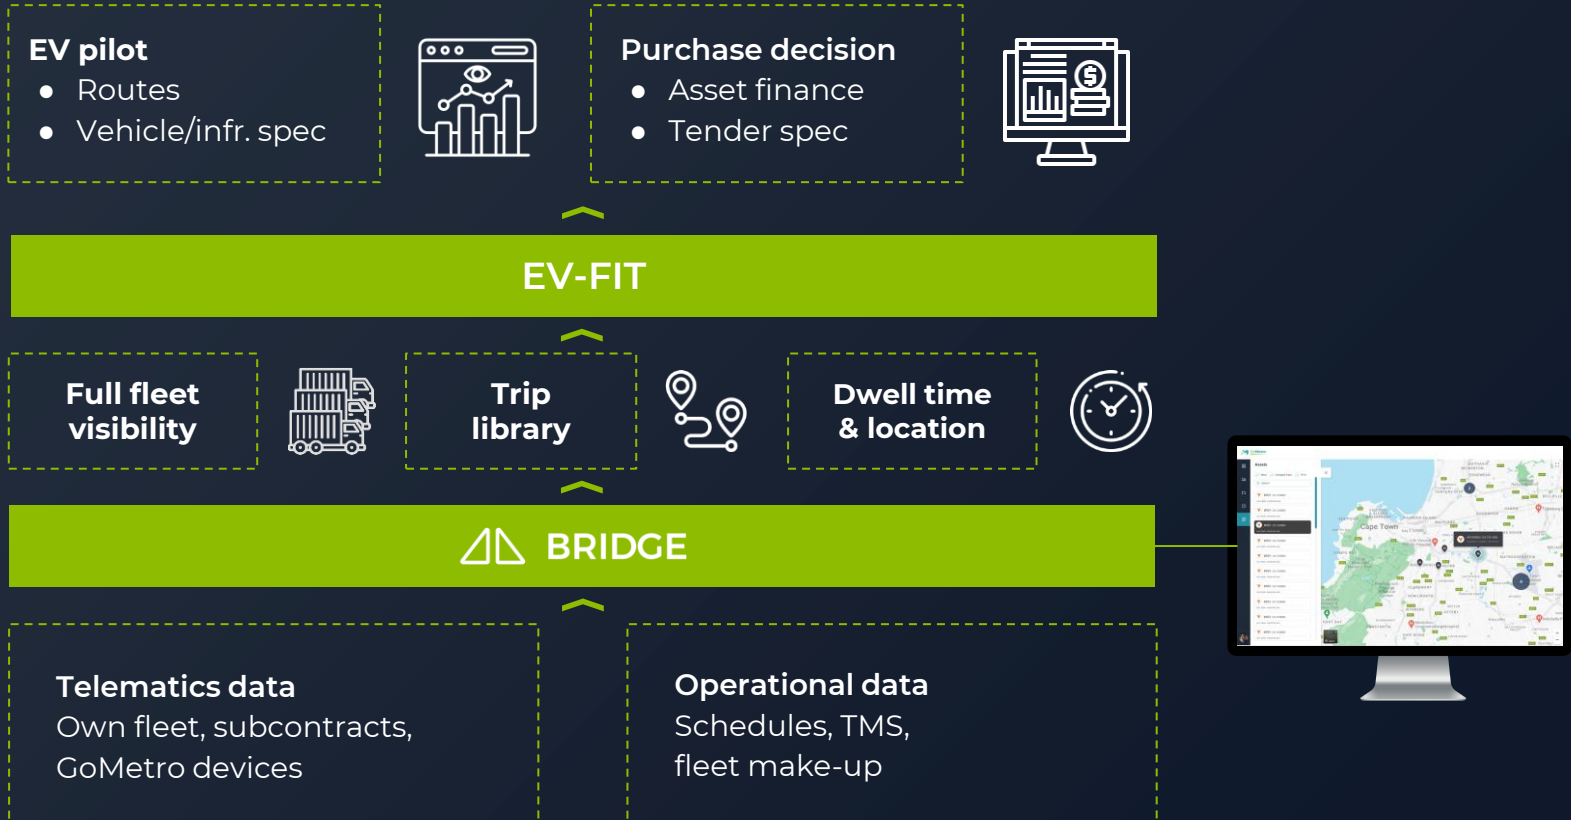 EV pilot
● Routes
● Vehicle/infr. spec
Purchase decision
● Asset finance
● Tender spec
EV-FIT
Full fleet
visibility
Trip
library
Dwell time
& location
BRIDGE
Cape Town
Telematics data
Own fleet, subcontracts,
GoMetro devices
Operational data
Schedules, TMS,
fleet make-up